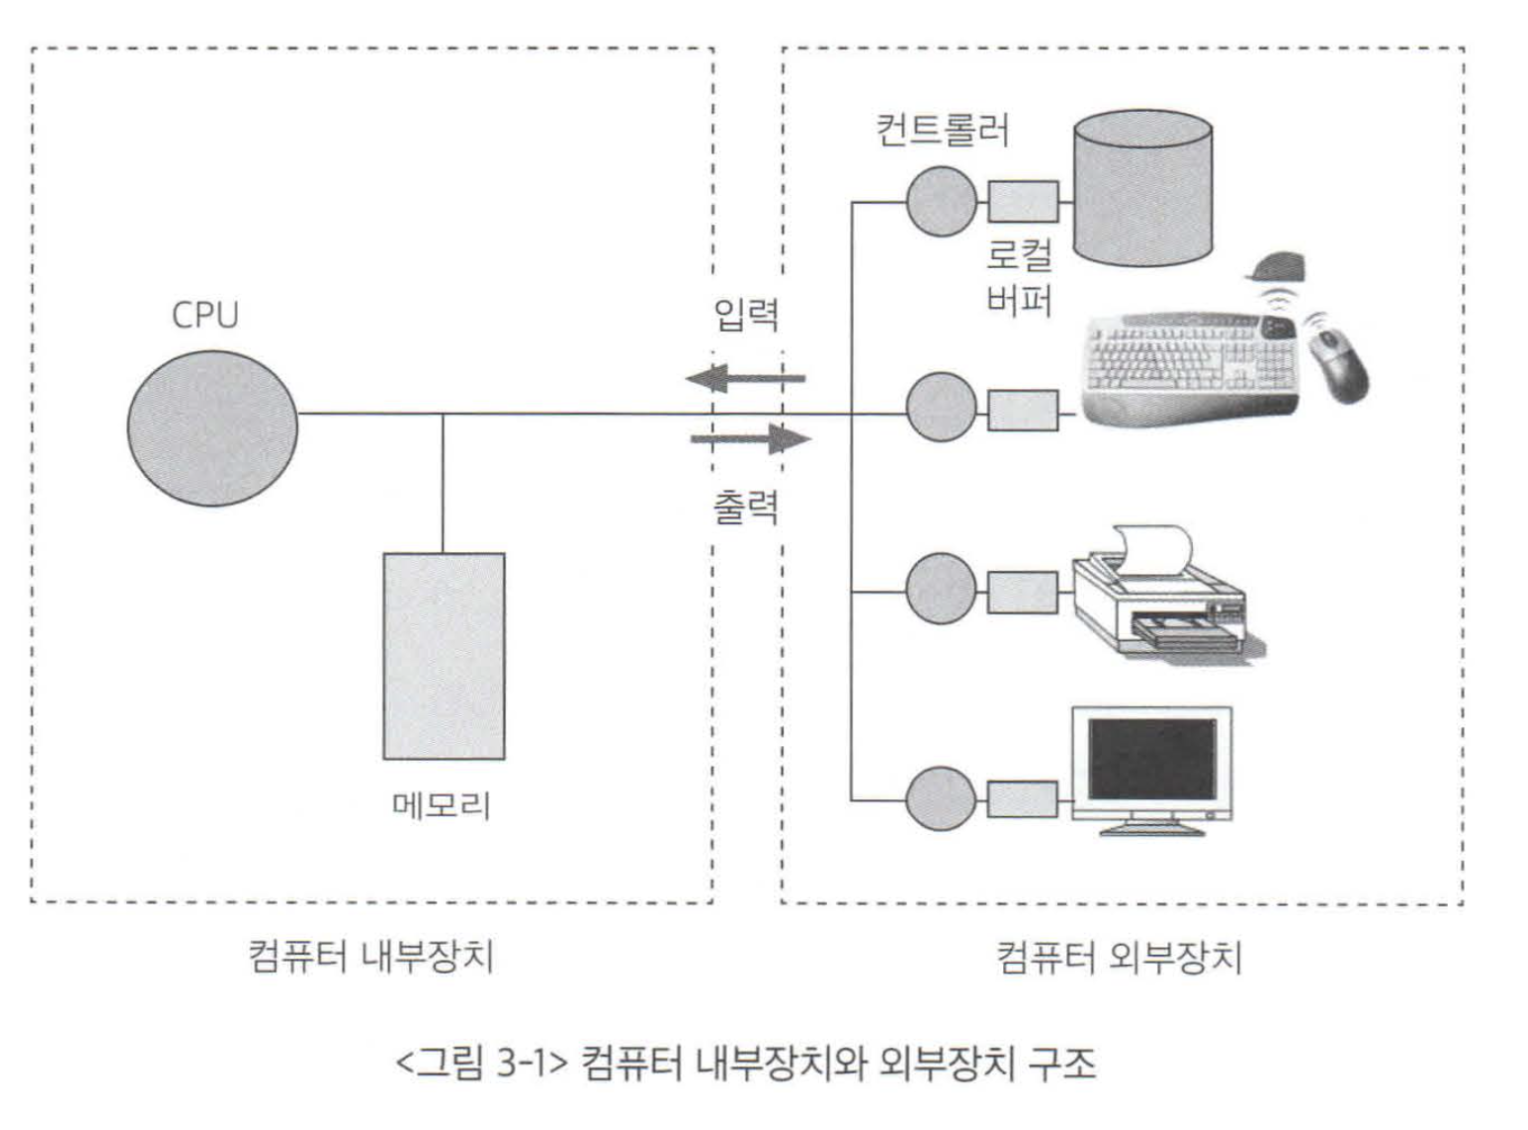 컨트롤러
로컬
버퍼
CPU
입력
출력
메모리
컴퓨터 내부장치
컴퓨터 외부장치
<그림 3-1> 컴퓨터 내부장치와 외부장치 구조